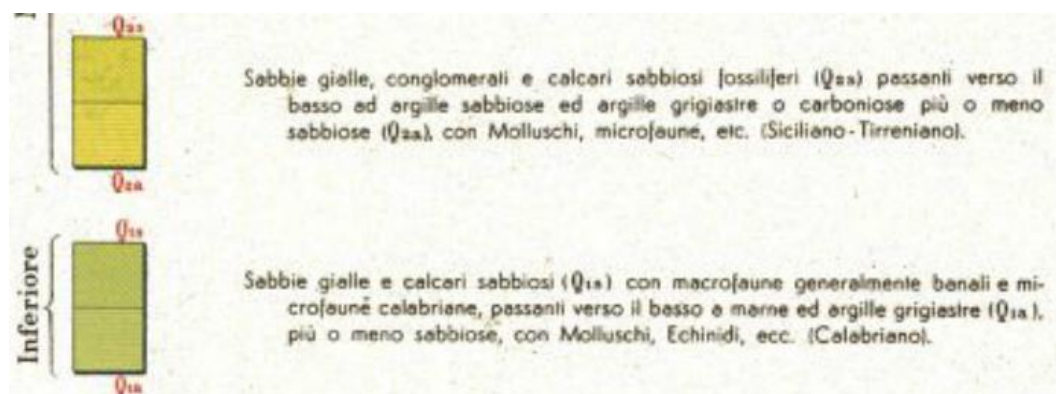 Q2s
Sabbie gialle, conglomerati e calcari sabbiosi fossiliferi (Q2s) passanti verso il
basso ad argille sabbiose ed argille grigiastre o carboniose più o meno
sabbiose (Q2a), con Molluschi, microfaune, etc. (Siciliano-Tirreniano).
Q2a
Q1s
Inferiore
Sabbie gialle e calcari sabbiosi (Q1s) con macrofaune generalmente banali e mi-
crofaune calabriane, passanti verso il basso a marne ed argille grigiastre (Q1a),
più o meno sabbiose, con Molluschi, Echinidi, ecc. (Calabriano).
Q1a